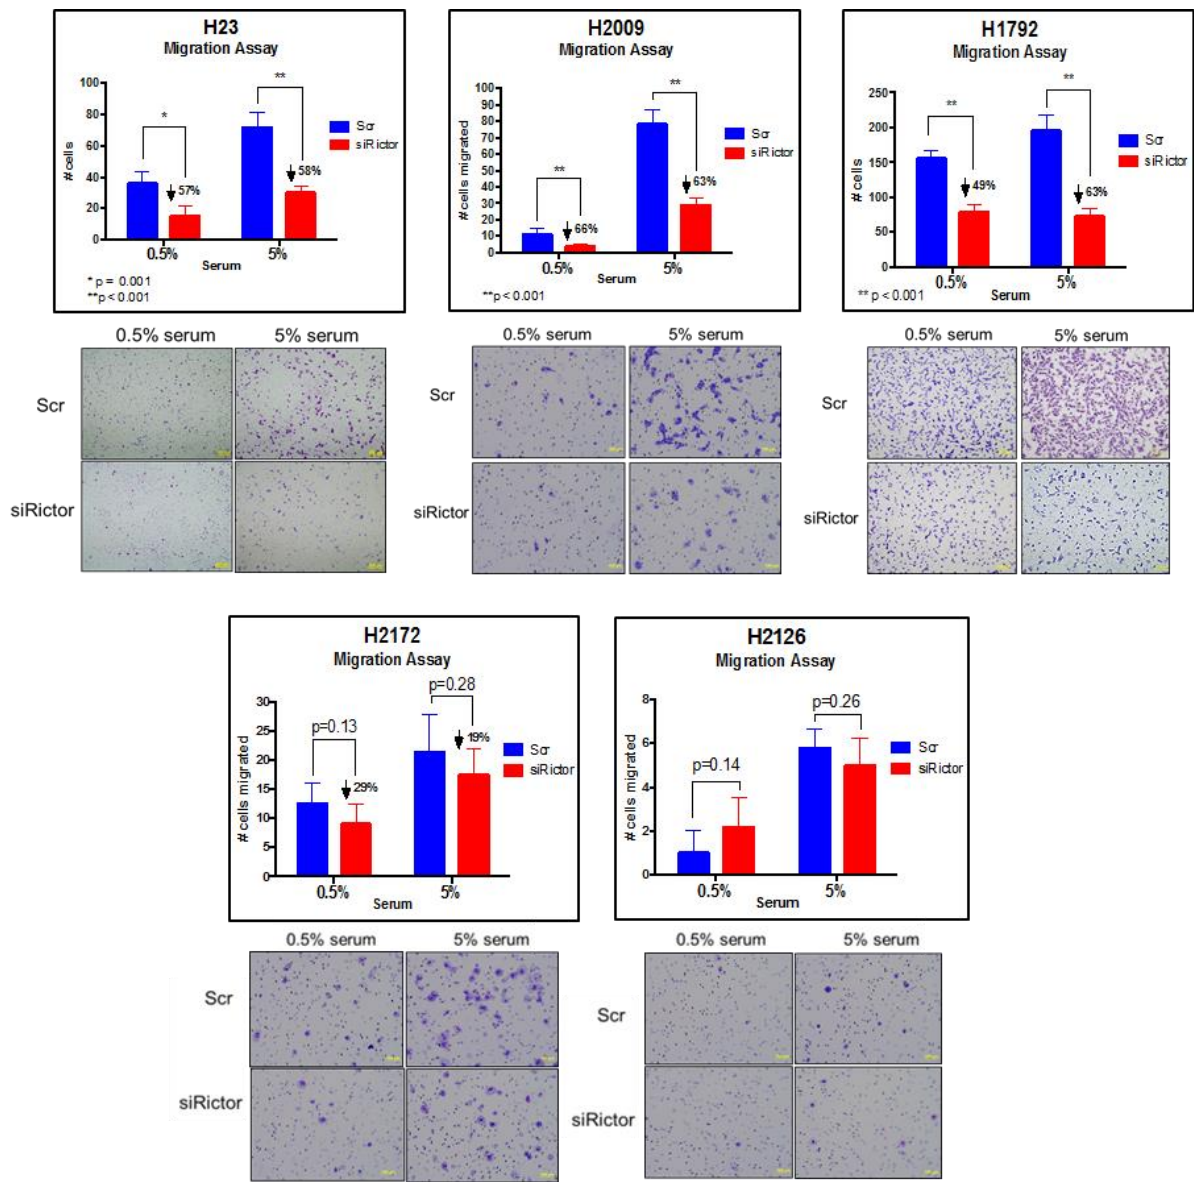 H23
Migration Assay
# cells
100
80
60
40
20
0
*
**
57%
58%
Scr
siRictor
0.5%
5%
Serum
* p = 0.001
**p < 0.001
H2009
Migration Assay
# cells migrated
100
90
80
70
60
50
40
30
20
10
0
**
**
66%
63%
Scr
siRictor
0.5%
5%
Serum
**p < 0.001
H1792
Migration Assay
# cells
250
200
150
100
50
0
**
**
49%
63%
Scr
siRictor
0.5%
5%
Serum
** p < 0.001
0.5% serum
5% serum
Scr
siRictor
0.5% serum
5% serum
Scr
siRictor
0.5% serum
5% serum
Scr
siRictor
H2172
Migration Assay
# cells migrated
30
25
20
15
10
5
0
p=0.13
p=0.28
29%
19%
Scr
siRictor
0.5%
5%
Serum
H2126
Migration Assay
# cells migrated
8
6
4
2
0
p=0.14
p=0.26
Scr
siRictor
0.5%
5%
Serum
0.5% serum
5% serum
Scr
siRictor
0.5% serum
5% serum
Scr
siRictor